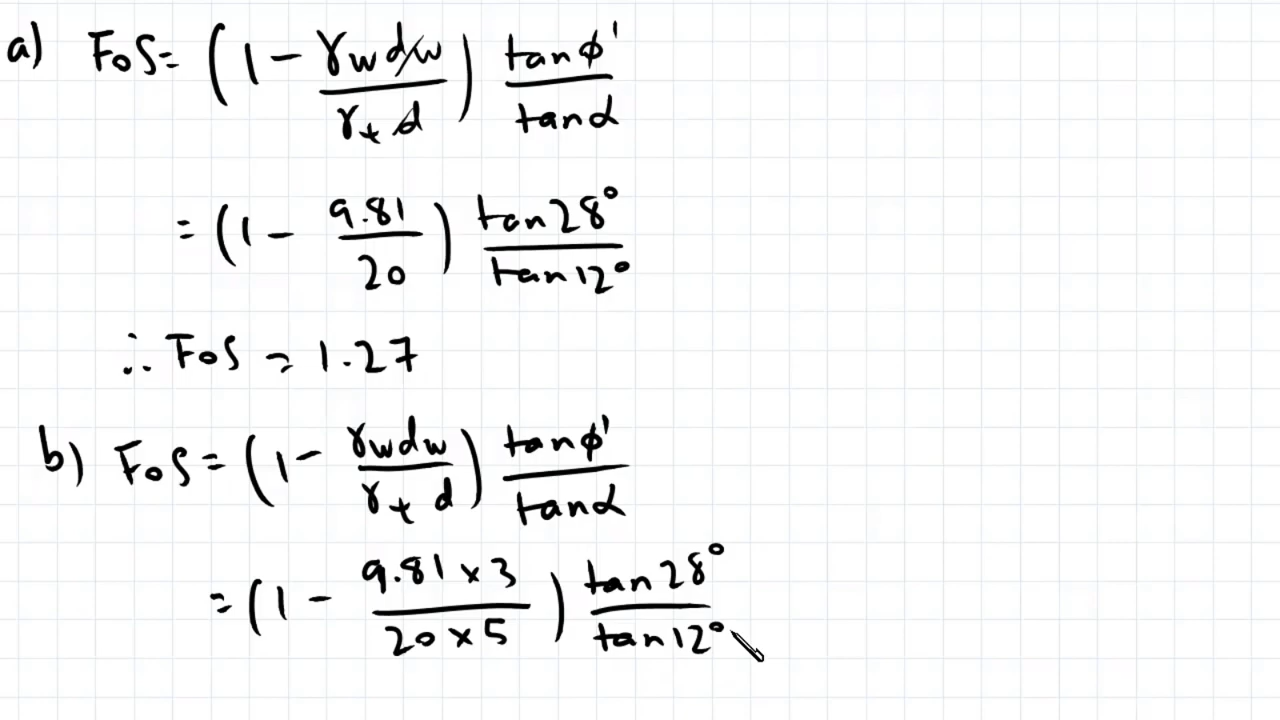 a) FoS = (1 - γw dw / γt d) tanφ' / tanα
= (1 - 9.81 / 20) tan28° / tan12°
∴ FoS = 1.27
b) FoS = (1 - γw dw / γt d) tanφ' / tanα
= (1 - 9.81 × 3 / 20 × 5) tan28° / tan12°